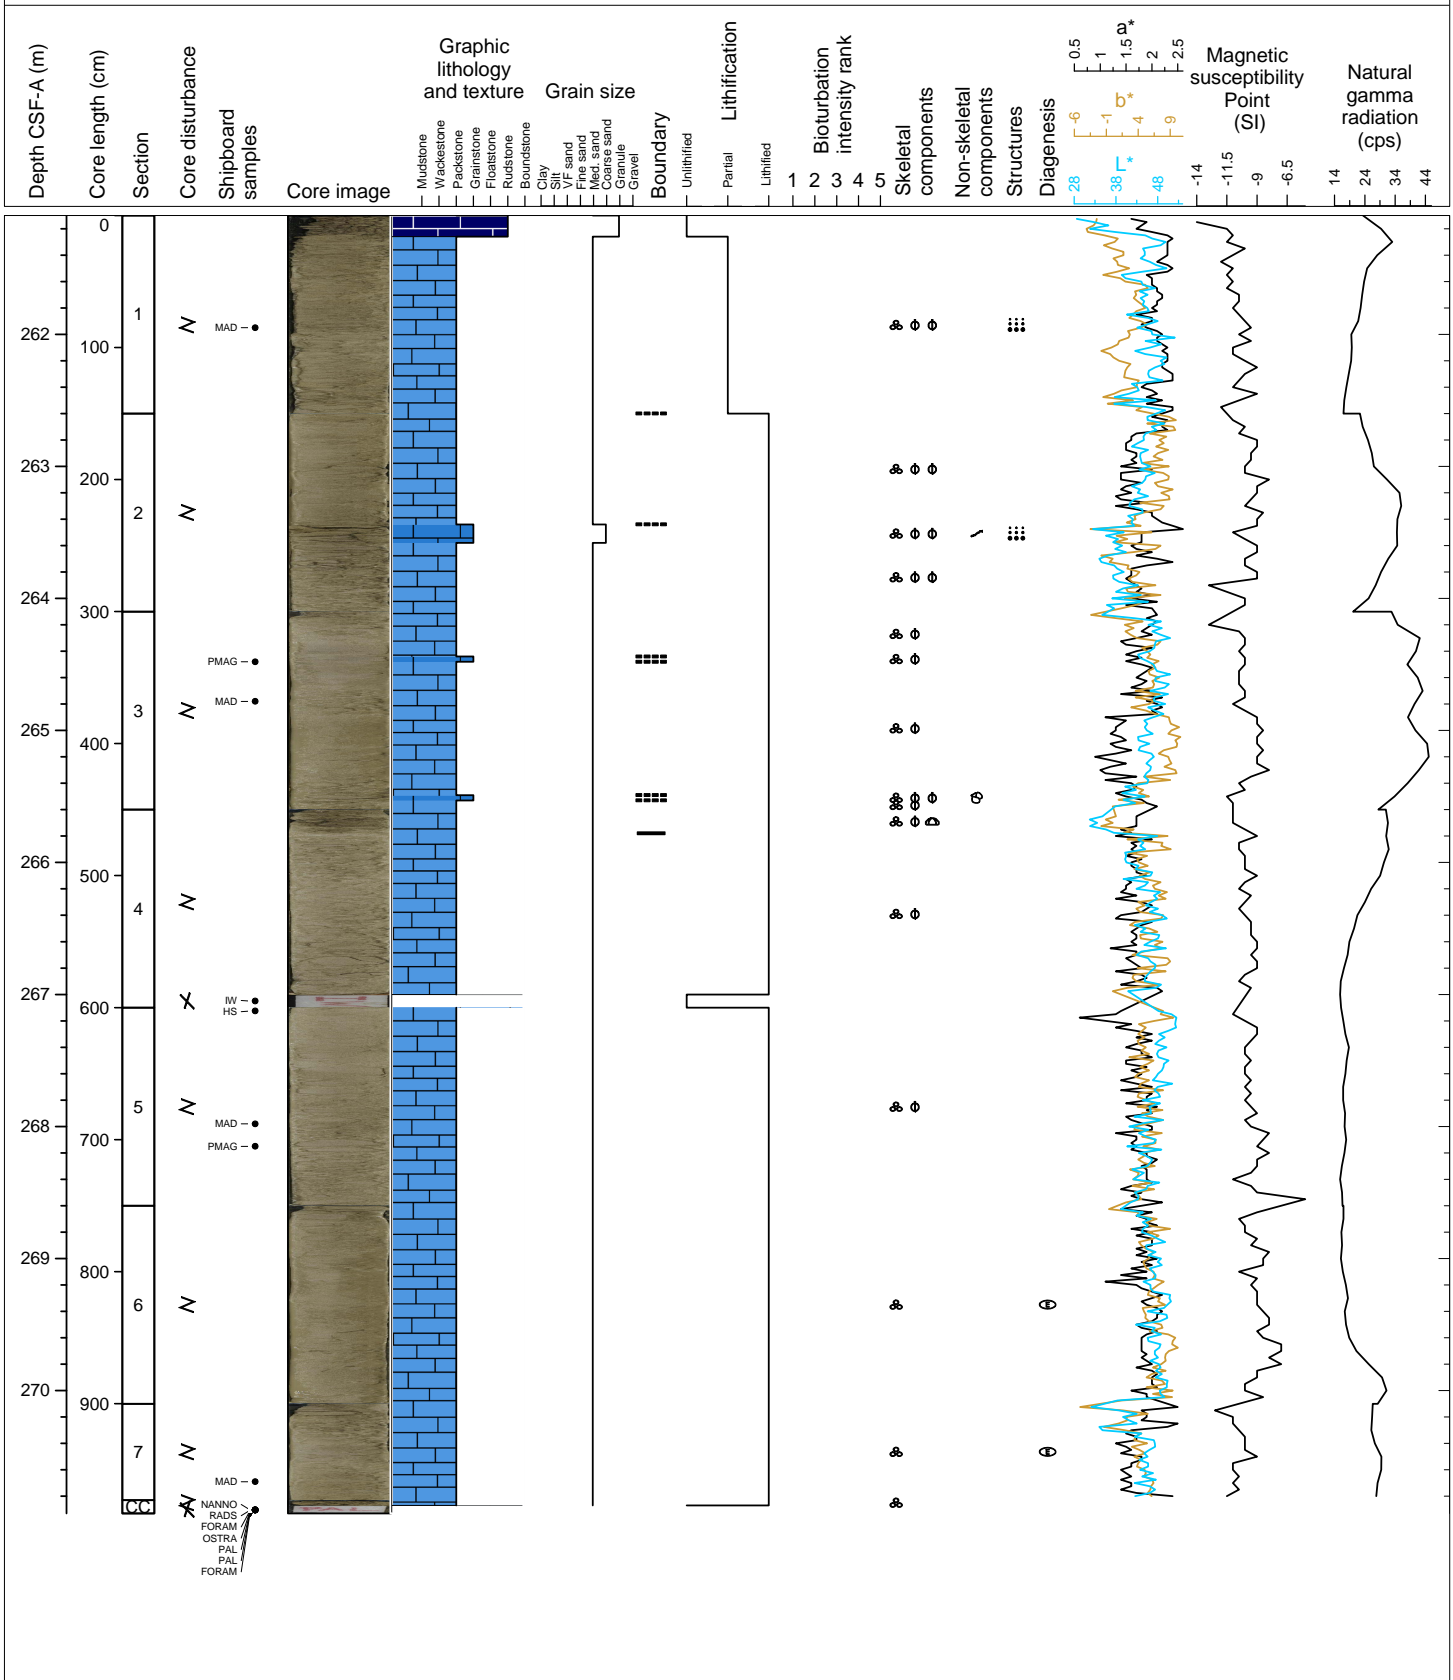 Depth CSF-A (m)
Core length (cm)
Section
Core disturbance
Shipboard
samples
Core image
Graphic
lithology
and texture
Mudstone
Wackestone
Packstone
Grainstone
Floatstone
Rudstone
Boundstone
Grain size
Clay
Silt
VF sand
Fine sand
Med. sand
Coarse sand
Granule
Gravel
Boundary
Lithification
Unlithified
Partial
Lithified
Bioturbation
intensity rank
1 2 3 4 5
Skeletal
components
Non-skeletal
components
Structures
Diagenesis
a*
0.5 1 1.5 2 2.5
b*
-6 -1 4 9
L*
28 38 48
Magnetic
susceptibility
Point
(SI)
-14 -11.5 -9 -6.5
Natural
gamma
radiation
(cps)
14 24 34 44
0
1
MAD
262
100
263
200
2
264
300
PMAG
MAD
3
265
400
266
500
4
267
IW
600
HS
5
268
MAD
700
PMAG
269
800
6
270
900
7
MAD
CC
NANNO
RADS
FORAM
OSTRA
PAL
PAL
FORAM